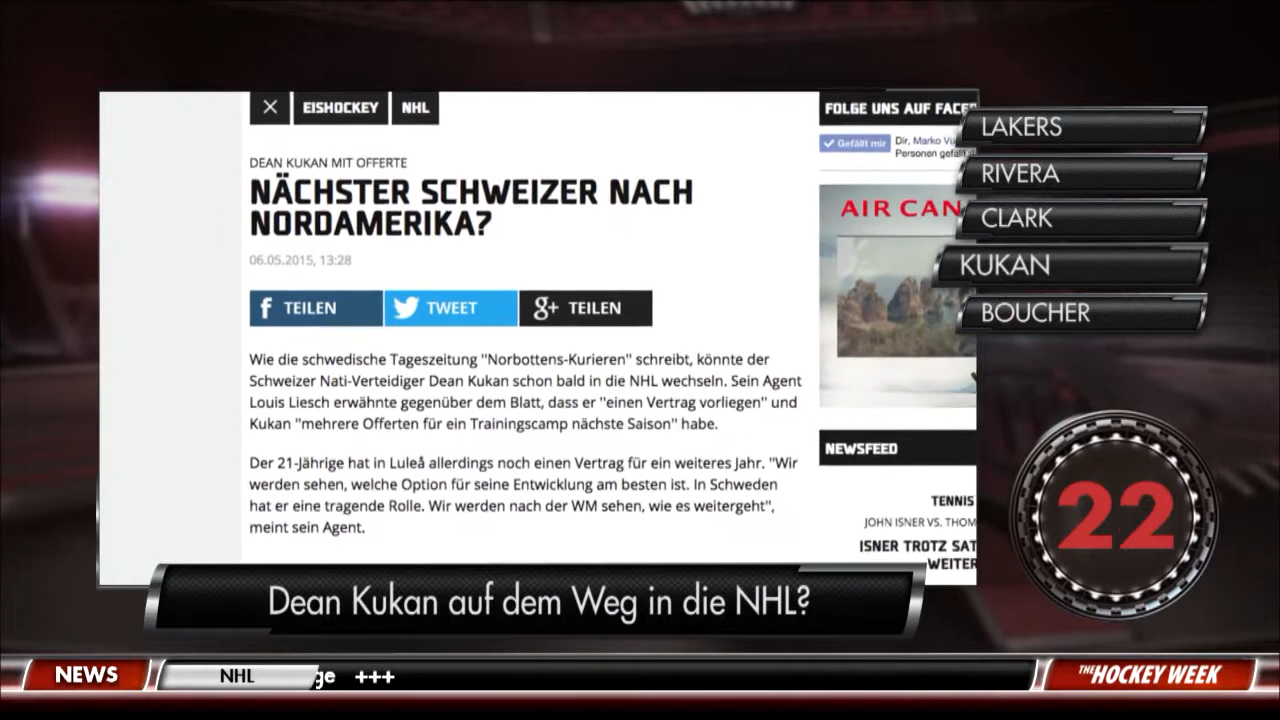 EISHOCKEY NHL
DEAN KUKAN MIT OFFERTE
NÄCHSTER SCHWEIZER NACH
NORDAMERIKA?
06.05.2015, 13:28
TEILEN
TWEET
g+ TEILEN
Wie die schwedische Tageszeitung "Norbottens-Kurieren" schreibt, könnte der
Schweizer Nati-Verteidiger Dean Kukan schon bald in die NHL wechseln. Sein Agent
Louis Liesch erwähnte gegenüber dem Blatt, dass er "einen Vertrag vorliegen" und
Kukan "mehrere Offerten für ein Trainingscamp nächste Saison" habe.
Der 21-Jährige hat in Luleå allerdings noch einen Vertrag für ein weiteres Jahr. "Wir
werden sehen, welche Option für seine Entwicklung am besten ist. In Schweden
hat er eine tragende Rolle. Wir werden nach der WM sehen, wie es weitergeht",
meint sein Agent.
FOLGE UNS AUF
Gefällt mir
Dir, Marko
Personen
AIR
NEWSFEED
TENNIS
JOHN ISNER VS.
ISNER TROTZ
LAKERS
RIVERA
CLARK
KUKAN
BOUCHER
22
Dean Kukan auf dem Weg in die NHL?
NEWS
NHL
ge +++
THE HOCKEY WEEK